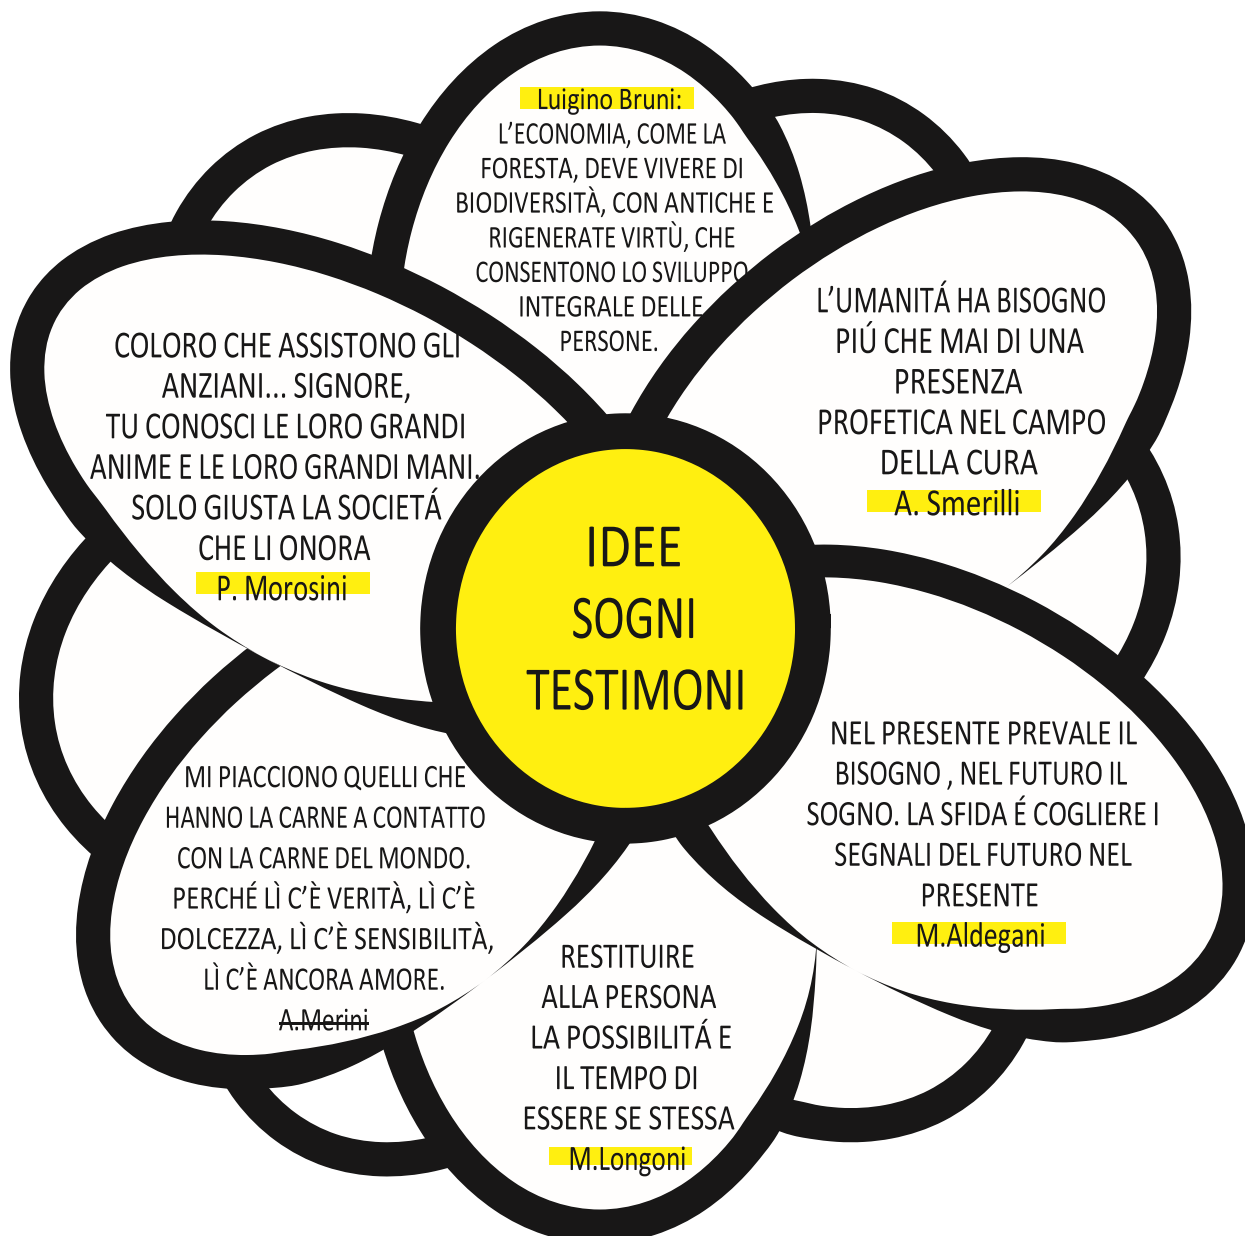 Luigino Bruni:
L'ECONOMIA, COME LA
FORESTA, DEVE VIVERE DI
BIODIVERSITÀ, CON ANTICHE E
RIGENERATE VIRTÙ, CHE
CONSENTONO LO SVILUPPO
INTEGRALE DELLE
PERSONE.
L'UMANITÁ HA BISOGNO
PIÚ CHE MAI DI UNA
PRESENZA
PROFETICA NEL CAMPO
DELLA CURA
A. Smerilli
COLORO CHE ASSISTONO GLI
ANZIANI... SIGNORE,
TU CONOSCI LE LORO GRANDI
ANIME E LE LORO GRANDI MANI.
SOLO GIUSTA LA SOCIETÁ
CHE LI ONORA
P. Morosini
IDEE
SOGNI
TESTIMONI
NEL PRESENTE PREVALE IL
BISOGNO , NEL FUTURO IL
SOGNO. LA SFIDA É COGLIERE I
SEGNALI DEL FUTURO NEL
PRESENTE
M.Aldegani
MI PIACCIONO QUELLI CHE
HANNO LA CARNE A CONTATTO
CON LA CARNE DEL MONDO.
PERCHÉ LÌ C'È VERITÀ, LÌ C'È
DOLCEZZA, LÌ C'È SENSIBILITÀ,
LÌ C'È ANCORA AMORE.
A.Merini
RESTITUIRE
ALLA PERSONA
LA POSSIBILITÁ E
IL TEMPO DI
ESSERE SE STESSA
M.Longoni